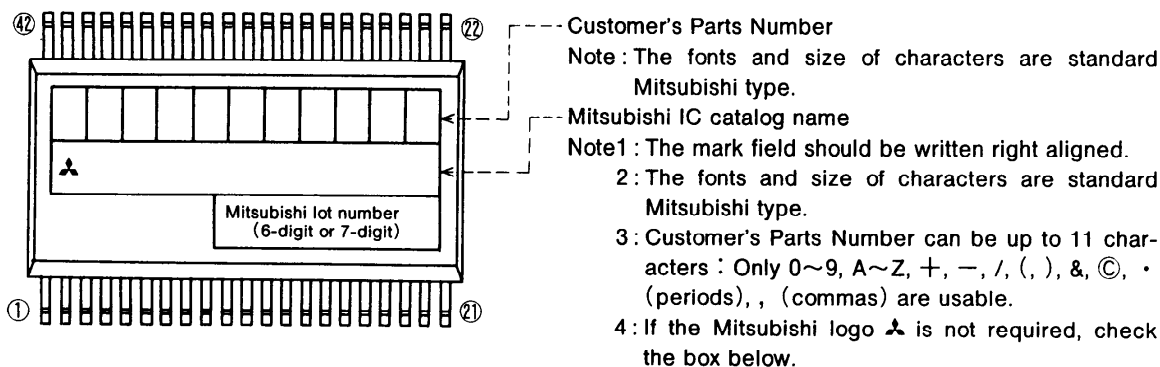 ㊷ ㉒
Customer's Parts Number
Note : The fonts and size of characters are standard
Mitsubishi type.
Mitsubishi IC catalog name
Note1 : The mark field should be written right aligned.
2 : The fonts and size of characters are standard
Mitsubishi type.
3 : Customer's Parts Number can be up to 11 char-
acters : Only 0~9, A~Z, +, −, /, (, ), &, Ⓒ, ·
(periods), , (commas) are usable.
4 : If the Mitsubishi logo is not required, check
the box below.
Mitsubishi lot number
(6-digit or 7-digit)
① ㉑